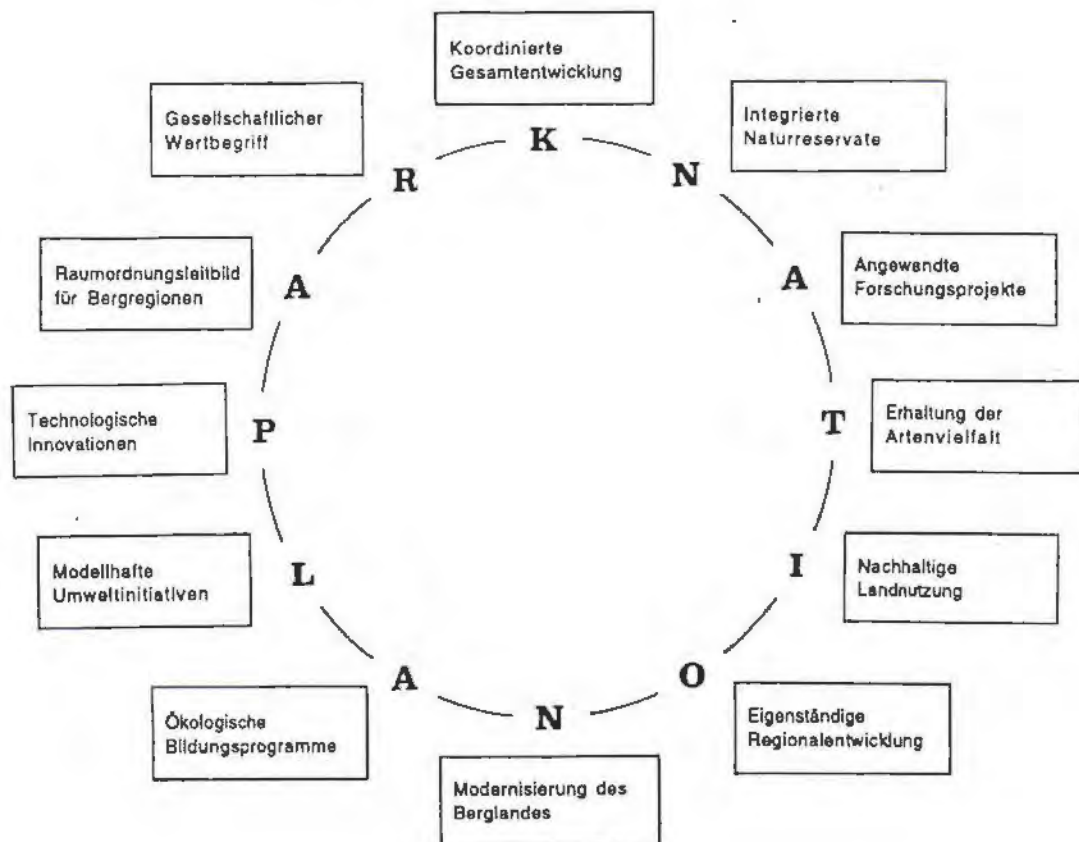 Koordinierte
Gesamtentwicklung
Gesellschaftlicher
Wertbegriff
Integrierte
Naturreservate
K
R
N
Raumordnungsleitbild
für Bergregionen
A
A
Angewandte
Forschungsprojekte
Technologische
Innovationen
P
T
Erhaltung der
Artenvielfalt
Modellhafte
Umweltinitiativen
L
I
Nachhaltige
Landnutzung
A
O
N
Ökologische
Bildungsprogramme
Eigenständige
Regionalentwicklung
Modernisierung des
Berglandes